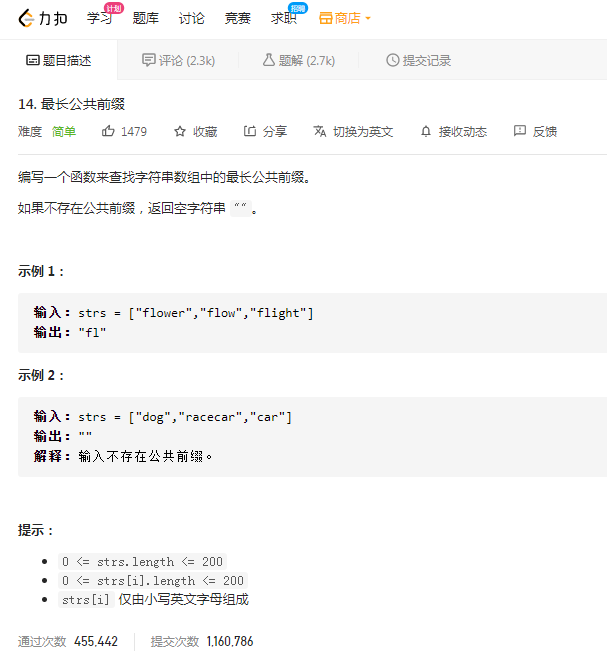 力扣 学习 计划 题库 讨论 竞赛 求职 招聘 商店
题目描述 评论 (2.3k) 题解 (2.7k) 提交记录
14. 最长公共前缀
难度 简单 1479 收藏 分享 切换为英文 接收动态 反馈
编写一个函数来查找字符串数组中的最长公共前缀。
如果不存在公共前缀，返回空字符串 ""。
示例 1：
输入：strs = ["flower","flow","flight"]
输出："fl"
示例 2：
输入：strs = ["dog","racecar","car"]
输出：""
解释：输入不存在公共前缀。
提示：
0 <= strs.length <= 200
0 <= strs[i].length <= 200
strs[i] 仅由小写英文字母组成
通过次数 455,442 提交次数 1,160,786